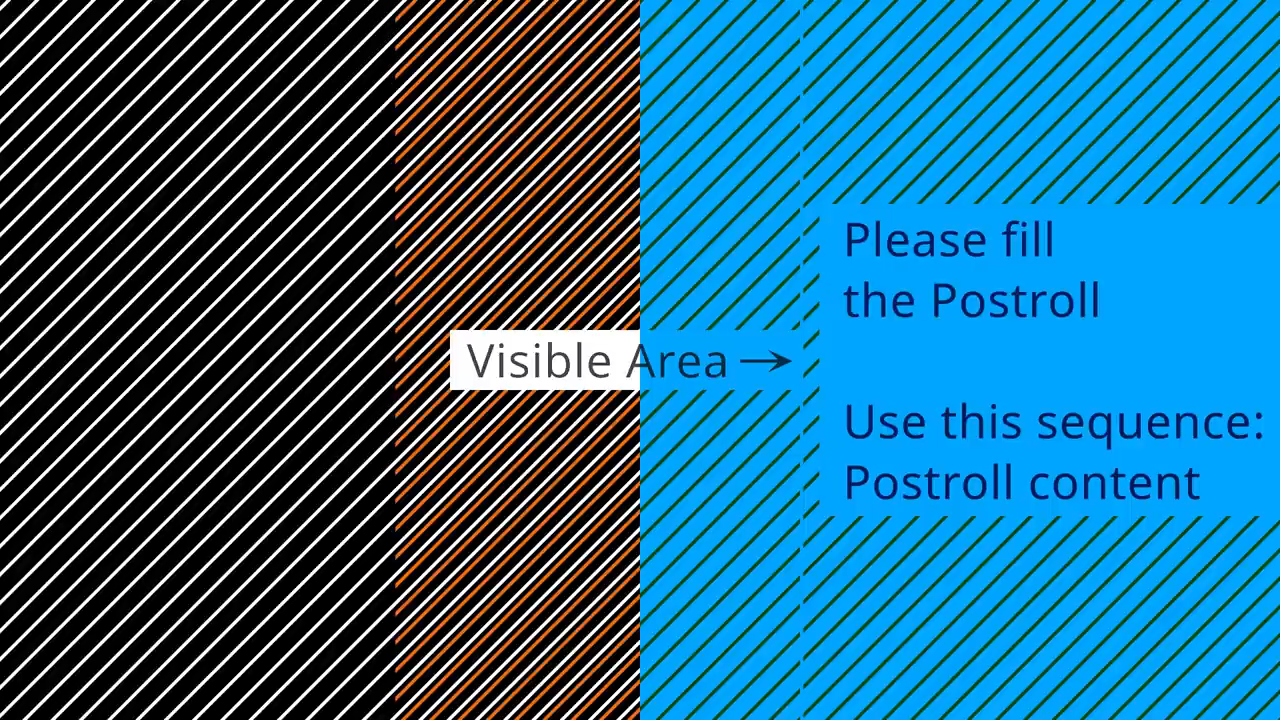 Visible Area →
Please fill
the Postroll
Use this sequence:
Postroll content